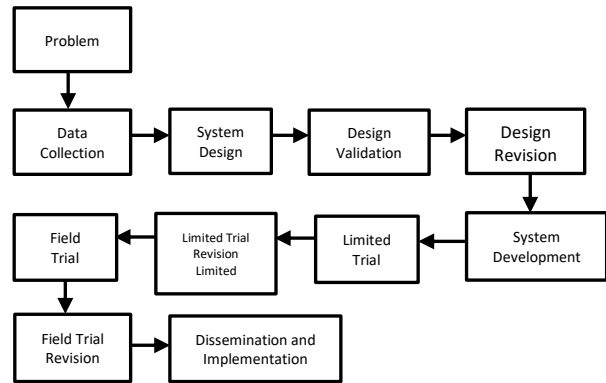 Problem
Data
Collection
System
Design
Design
Validation
Design
Revision
System
Development
Limited
Trial
Limited Trial
Revision
Limited
Field
Trial
Field Trial
Revision
Dissemination and
Implementation